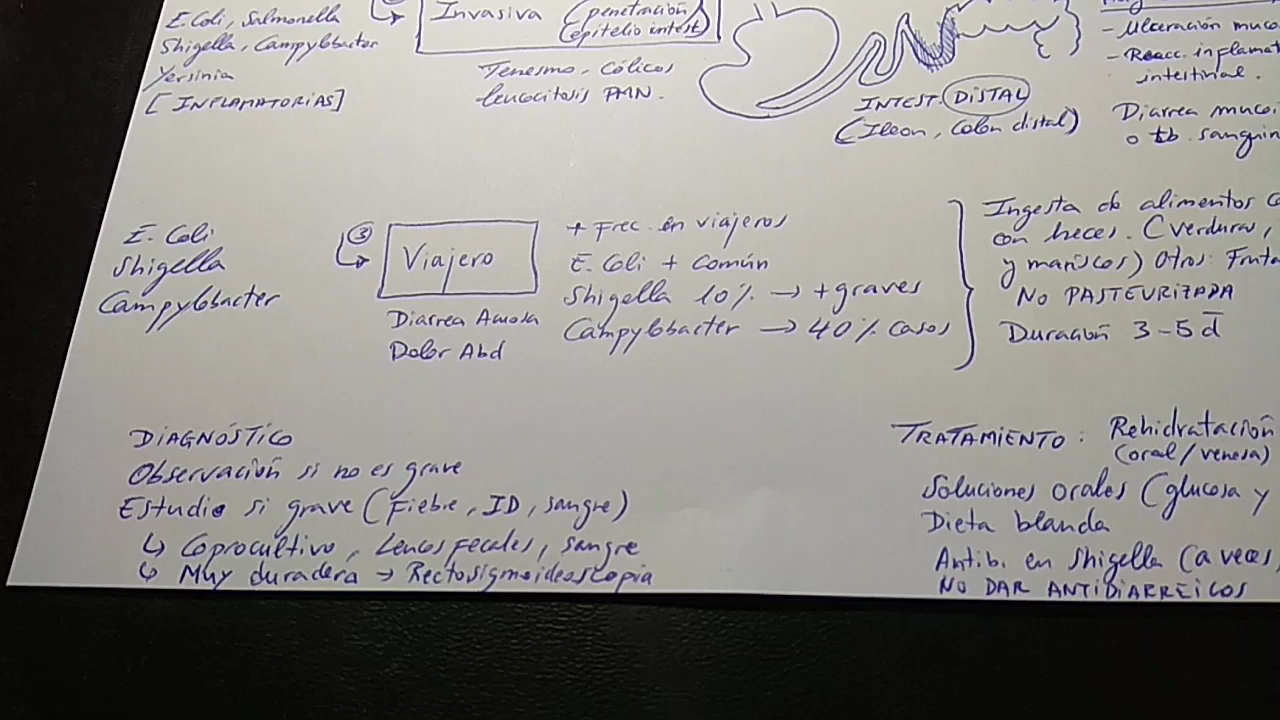 E. Coli, Salmonella
Shigella, Campylobacter
Yersinia
[INFLAMATORIAS]
Invasiva (penetración
epitelio intest)
Tenesmo, Cólicos
leucocitosis PMN.
INTEST. DISTAL
(Ileon, Colon distal)
- Ulceración muco
- Reacc. inflamat
intestinal.
Diarrea muco
o tb. sanguin
E. Coli
Shigella
Campylobacter
③
Viajero
Diarrea Acuosa
Dolor Abd
+ Frec. en viajeros
E. Coli + común
Shigella 10% → + graves
Campylobacter → 40% casos
Ingesta de alimentos
con heces. (verduras,
y mariscos) Otros: Fruta
NO PASTEURIZADA
Duración 3-5 d
DIAGNÓSTICO
Observación si no es grave
Estudio si grave (Fiebre, ID, sangre)
↳ Coprocultivo, Leucos fecales, sangre
↳ Muy duradera → Rectosigmoideoscopia
TRATAMIENTO: Rehidratación
(oral/venosa)
Soluciones orales (glucosa y
Dieta blanda
Antib. en Shigella (a veces)
NO DAR ANTIDIARREICOS